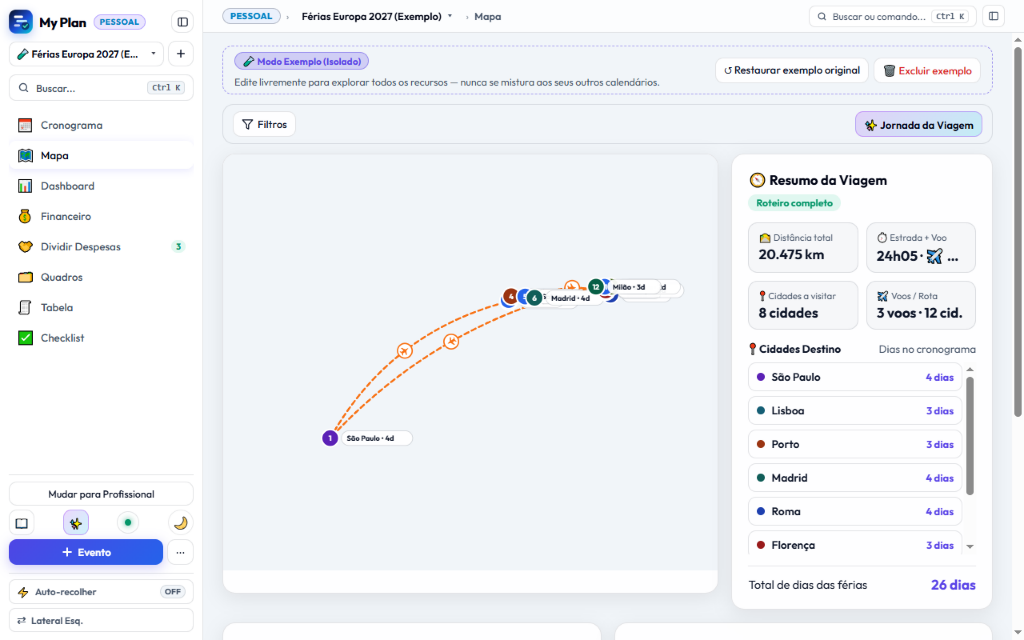 My Plan
PESSOAL
Férias Europa 2027 (E...
+
Buscar...
Ctrl K
Cronograma
Mapa
Dashboard
Financeiro
Dividir Despesas
3
Quadros
Tabela
Checklist
Mudar para Profissional
+ Evento
...
Auto-recolher
OFF
Lateral Esq.
PESSOAL › Férias Europa 2027 (Exemplo) › Mapa
Buscar ou comando...
Ctrl K
Modo Exemplo (Isolado)
Edite livremente para explorar todos os recursos — nunca se mistura aos seus outros calendários.
↺ Restaurar exemplo original
Excluir exemplo
Filtros
Jornada da Viagem
4
6
Madrid • 4d
12
Milão • 3d
1
São Paulo • 4d
Resumo da Viagem
Roteiro completo
Distância total
20.475 km
Estrada + Voo
24h05 · ...
Cidades a visitar
8 cidades
Voos / Rota
3 voos · 12 cid.
Cidades Destino
Dias no cronograma
São Paulo
4 dias
Lisboa
3 dias
Porto
3 dias
Madrid
4 dias
Roma
4 dias
Florença
3 dias
Total de dias das férias
26 dias